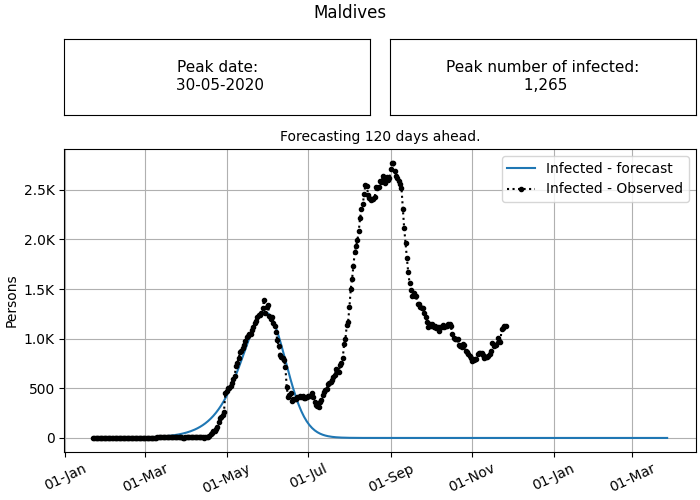 Maldives
Peak date:
30-05-2020
Peak number of infected:
1,265
Forecasting 120 days ahead.
Infected - forecast
Infected - Observed
Persons
2.5K
2.0K
1.5K
1.0K
500
0
01-Jan
01-Mar
01-May
01-Jul
01-Sep
01-Nov
01-Jan
01-Mar